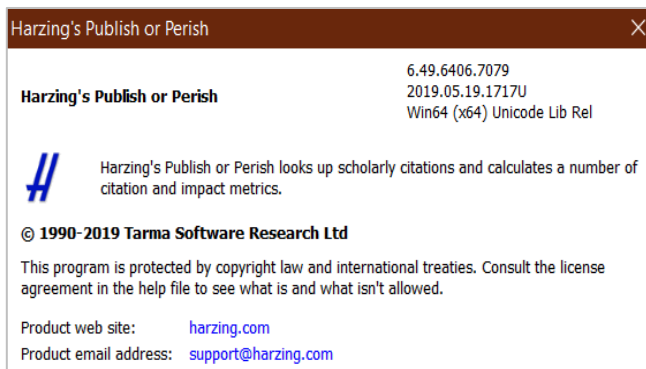 Harzing's Publish or Perish
Harzing's Publish or Perish
6.49.6406.7079
2019.05.19.1717U
Win64 (x64) Unicode Lib Rel
Harzing's Publish or Perish looks up scholarly citations and calculates a number of
citation and impact metrics.
© 1990-2019 Tarma Software Research Ltd
This program is protected by copyright law and international treaties. Consult the license
agreement in the help file to see what is and what isn't allowed.
Product web site: harzing.com
Product email address: support@harzing.com